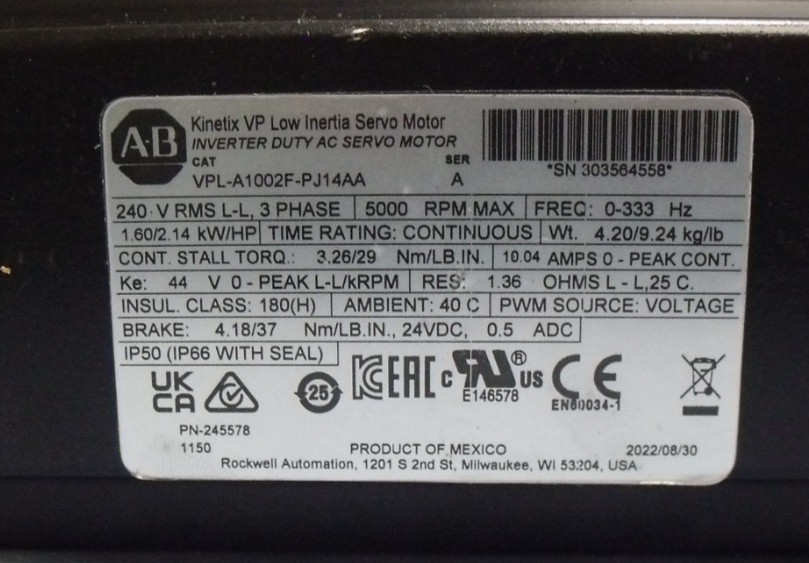 A-B
Kinetix VP Low Inertia Servo Motor
INVERTER DUTY AC SERVO MOTOR
CAT SER
VPL-A1002F-PJ14AA A
*SN 303564558*
240 V RMS L-L, 3 PHASE 5000 RPM MAX FREQ: 0-333 Hz
1.60/2.14 kW/HP TIME RATING: CONTINUOUS Wt. 4.20/9.24 kg/lb
CONT. STALL TORQ.: 3.26/29 Nm/LB.IN. 10.04 AMPS 0 - PEAK CONT.
Ke: 44 V 0 - PEAK L-L/kRPM RES: 1.36 OHMS L - L,25 C.
INSUL. CLASS: 180(H) AMBIENT: 40 C PWM SOURCE: VOLTAGE
BRAKE: 4.18/37 Nm/LB.IN., 24VDC, 0.5 ADC
IP50 (IP66 WITH SEAL)
UK
CA
25
EAC
c US ®
E146578
CE
EN60034-1
PN-245578
1150
PRODUCT OF MEXICO
2022/08/30
Rockwell Automation, 1201 S 2nd St, Milwaukee, WI 53204, USA